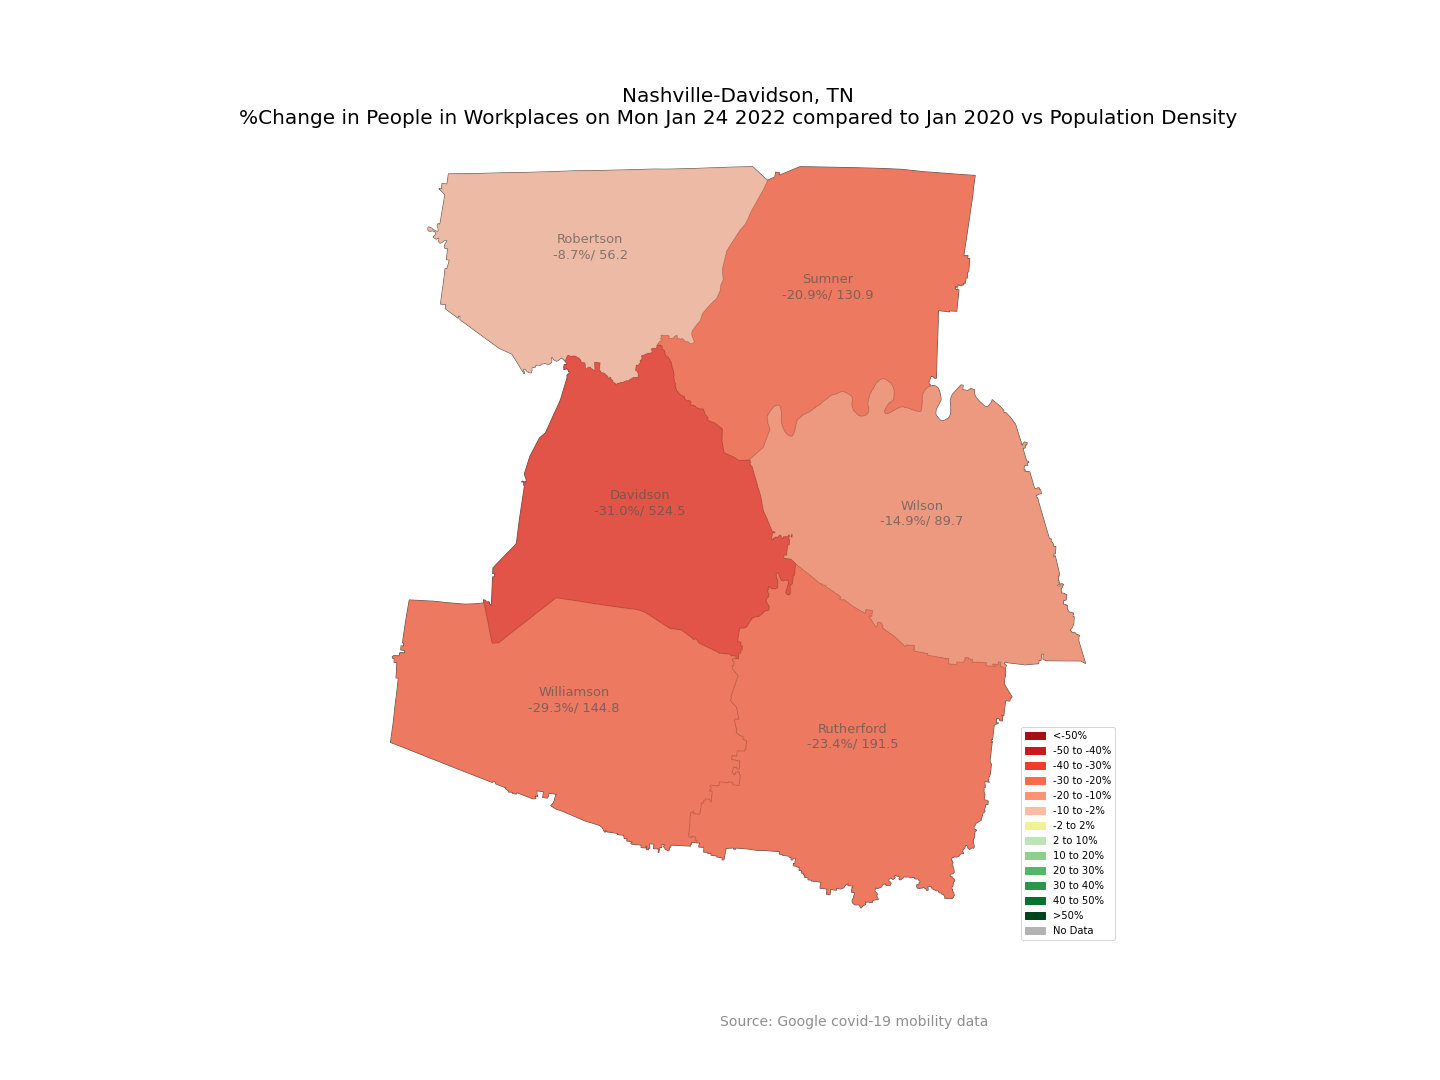 Nashville-Davidson, TN
%Change in People in Workplaces on Mon Jan 24 2022 compared to Jan 2020 vs Population Density
Robertson
-8.7%/ 56.2
Sumner
-20.9%/ 130.9
Davidson
-31.0%/ 524.5
Wilson
-14.9%/ 89.7
Williamson
-29.3%/ 144.8
Rutherford
-23.4%/ 191.5
<-50%
-50 to -40%
-40 to -30%
-30 to -20%
-20 to -10%
-10 to -2%
-2 to 2%
2 to 10%
10 to 20%
20 to 30%
30 to 40%
40 to 50%
>50%
No Data
Source: Google covid-19 mobility data